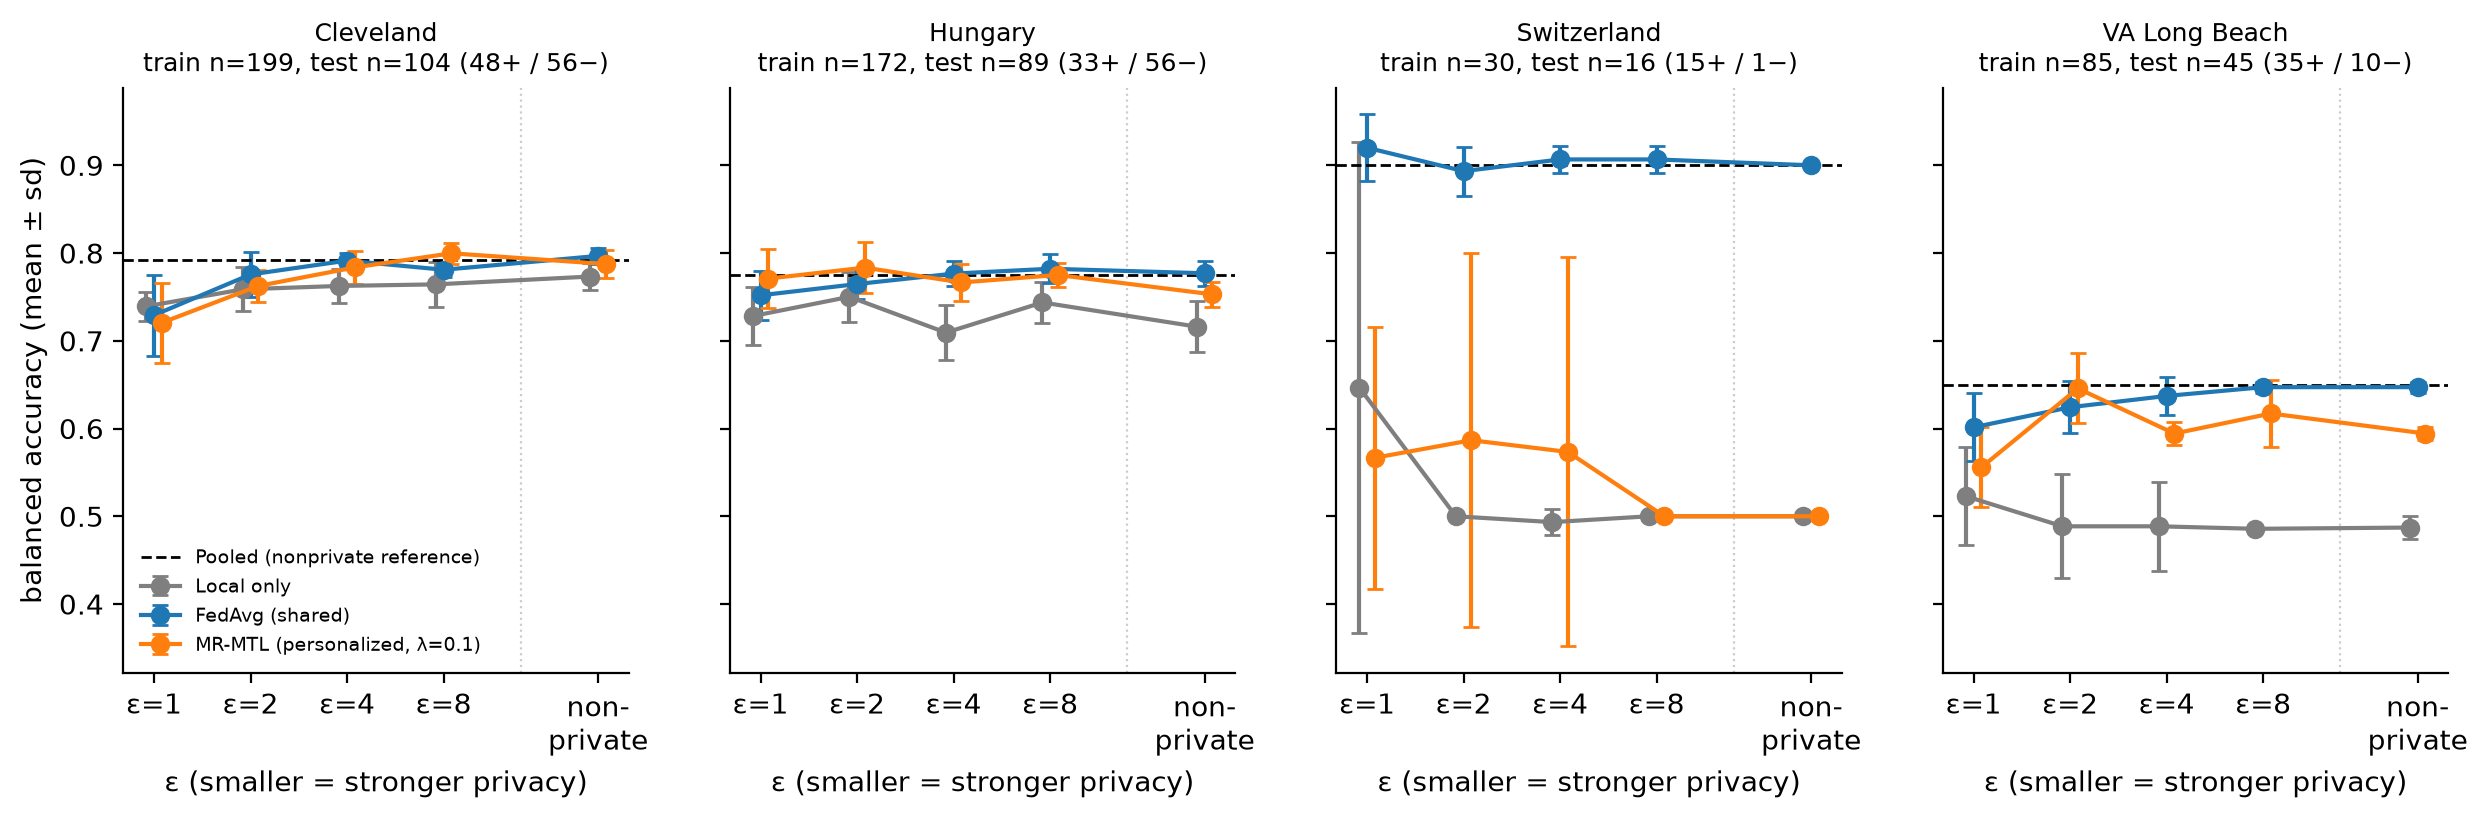 Cleveland
train n=199, test n=104 (48+ / 56−)
Hungary
train n=172, test n=89 (33+ / 56−)
Switzerland
train n=30, test n=16 (15+ / 1−)
VA Long Beach
train n=85, test n=45 (35+ / 10−)
balanced accuracy (mean ± sd)
0.9
0.8
0.7
0.6
0.5
0.4
Pooled (nonprivate reference)
Local only
FedAvg (shared)
MR-MTL (personalized, λ=0.1)
ε=1 ε=2 ε=4 ε=8 non-
private
ε (smaller = stronger privacy)
ε=1 ε=2 ε=4 ε=8 non-
private
ε (smaller = stronger privacy)
ε=1 ε=2 ε=4 ε=8 non-
private
ε (smaller = stronger privacy)
ε=1 ε=2 ε=4 ε=8 non-
private
ε (smaller = stronger privacy)